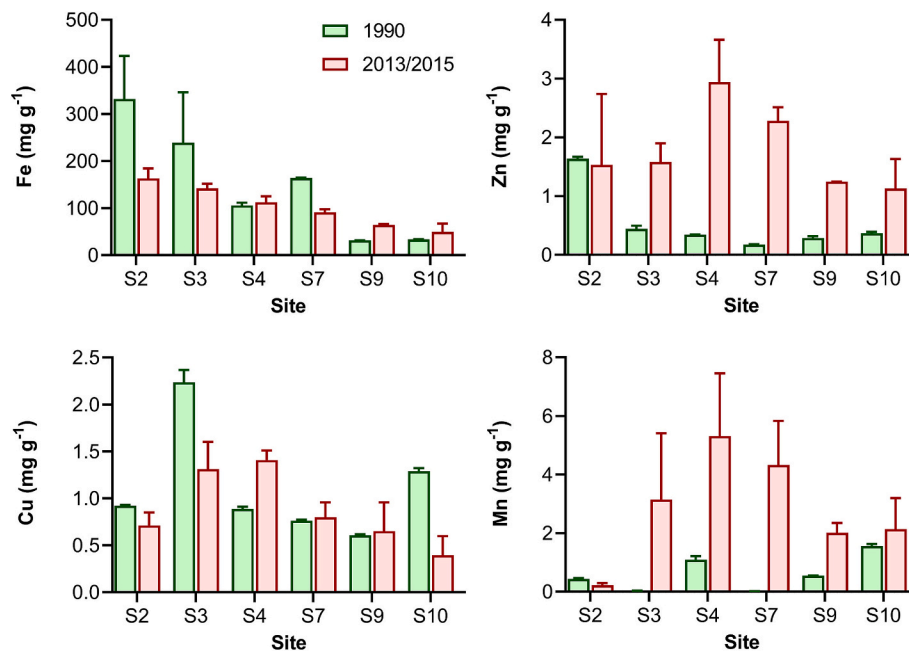 500
400
300
200
100
0
Fe (mg g⁻¹)
S2 S3 S4 S7 S9 S10
Site
1990
2013/2015
4
3
2
1
0
Zn (mg g⁻¹)
S2 S3 S4 S7 S9 S10
Site
2.5
2.0
1.5
1.0
0.5
0.0
Cu (mg g⁻¹)
S2 S3 S4 S7 S9 S10
Site
8
6
4
2
0
Mn (mg g⁻¹)
S2 S3 S4 S7 S9 S10
Site